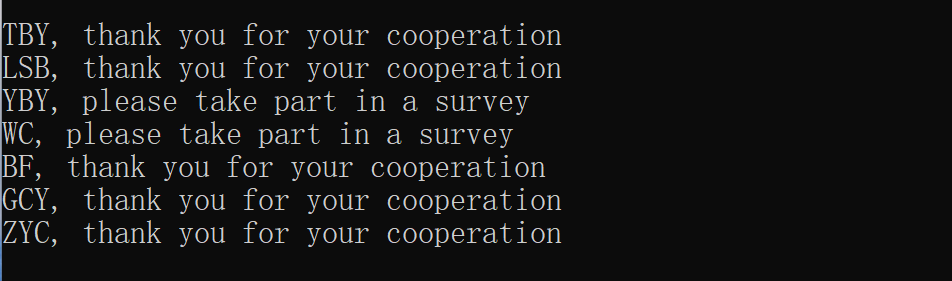 TBY, thank you for your cooperation
LSB, thank you for your cooperation
YBY, please take part in a survey
WC, please take part in a survey
BF, thank you for your cooperation
GCY, thank you for your cooperation
ZYC, thank you for your cooperation